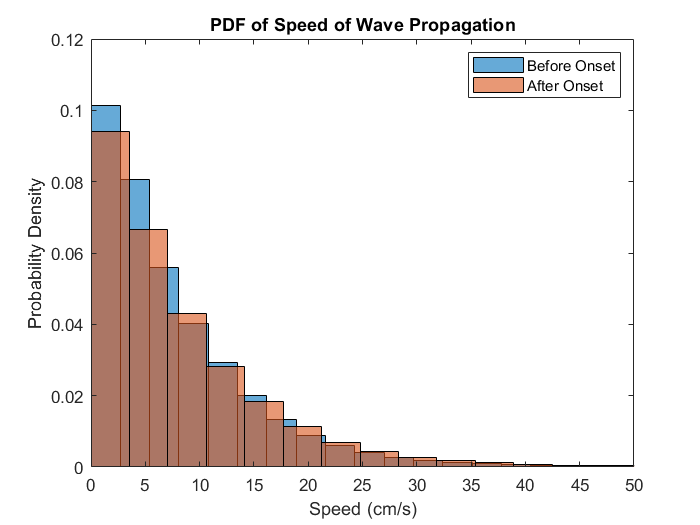 PDF of Speed of Wave Propagation
Before Onset
After Onset
Probability Density
0.12
0.1
0.08
0.06
0.04
0.02
0
0 5 10 15 20 25 30 35 40 45 50
Speed (cm/s)